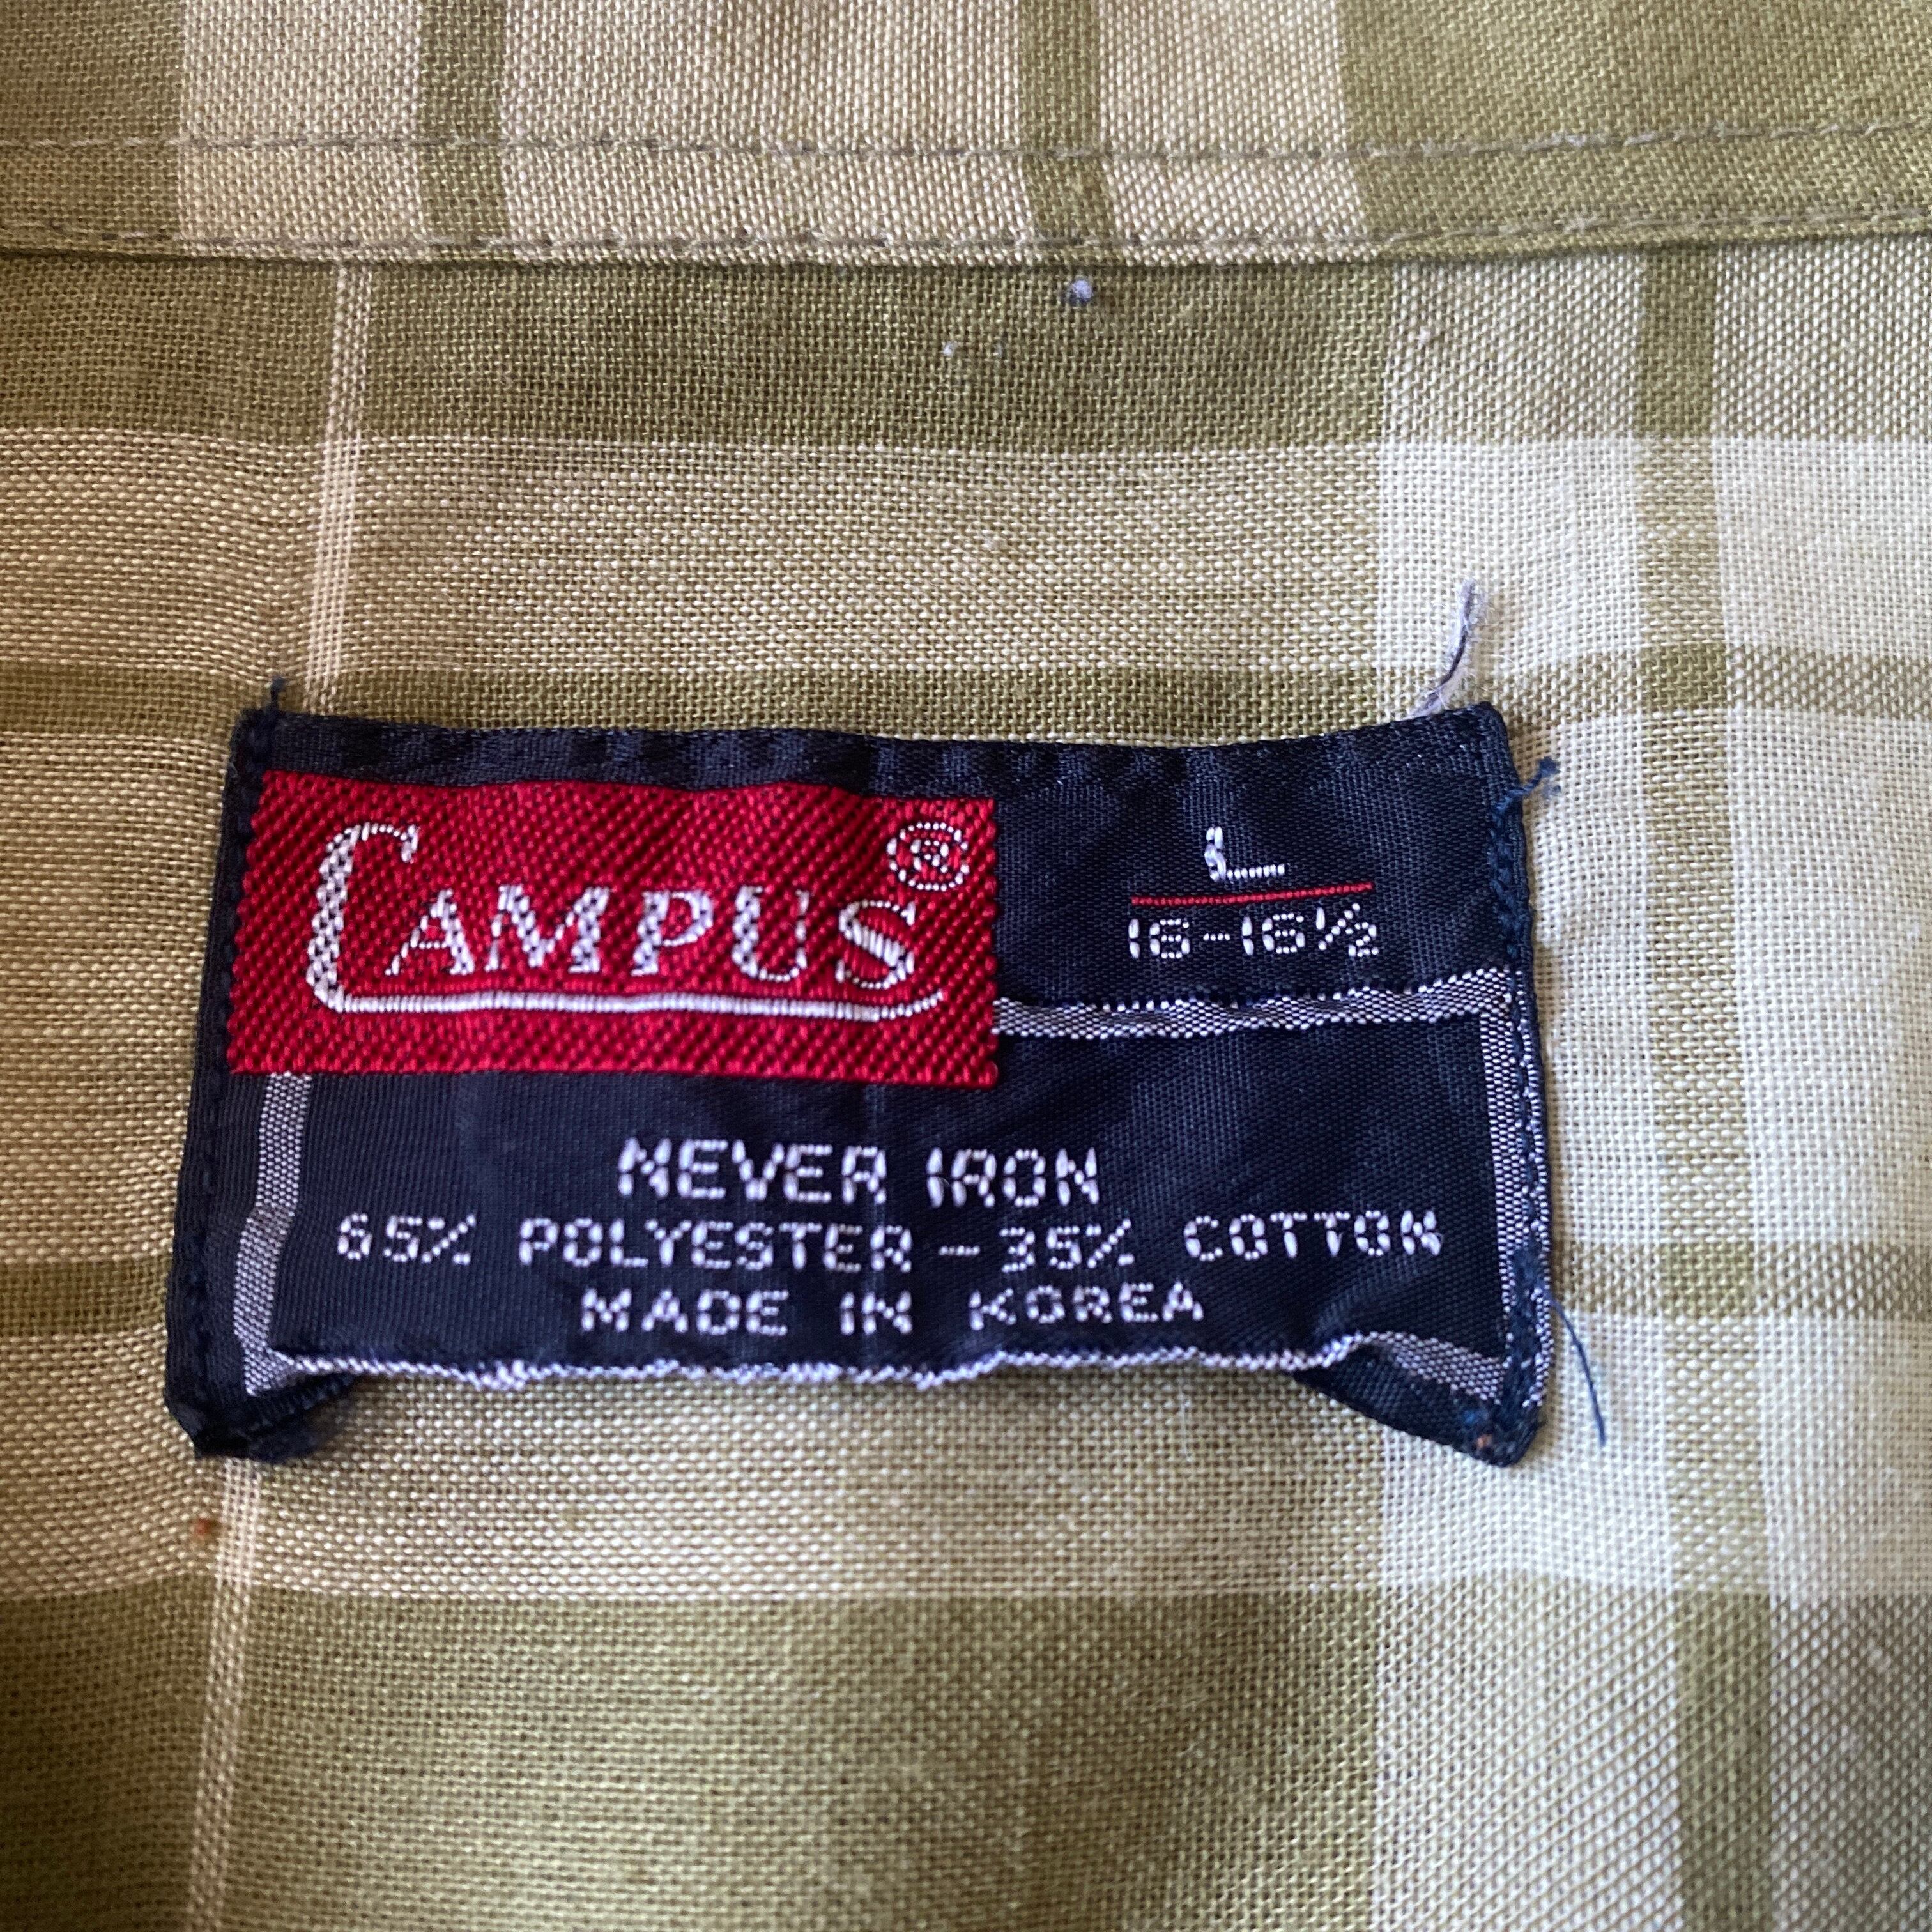 CAMPUS®
L
16-16½
NEVER IRON
65% POLYESTER – 35% COTTON
MADE IN KOREA